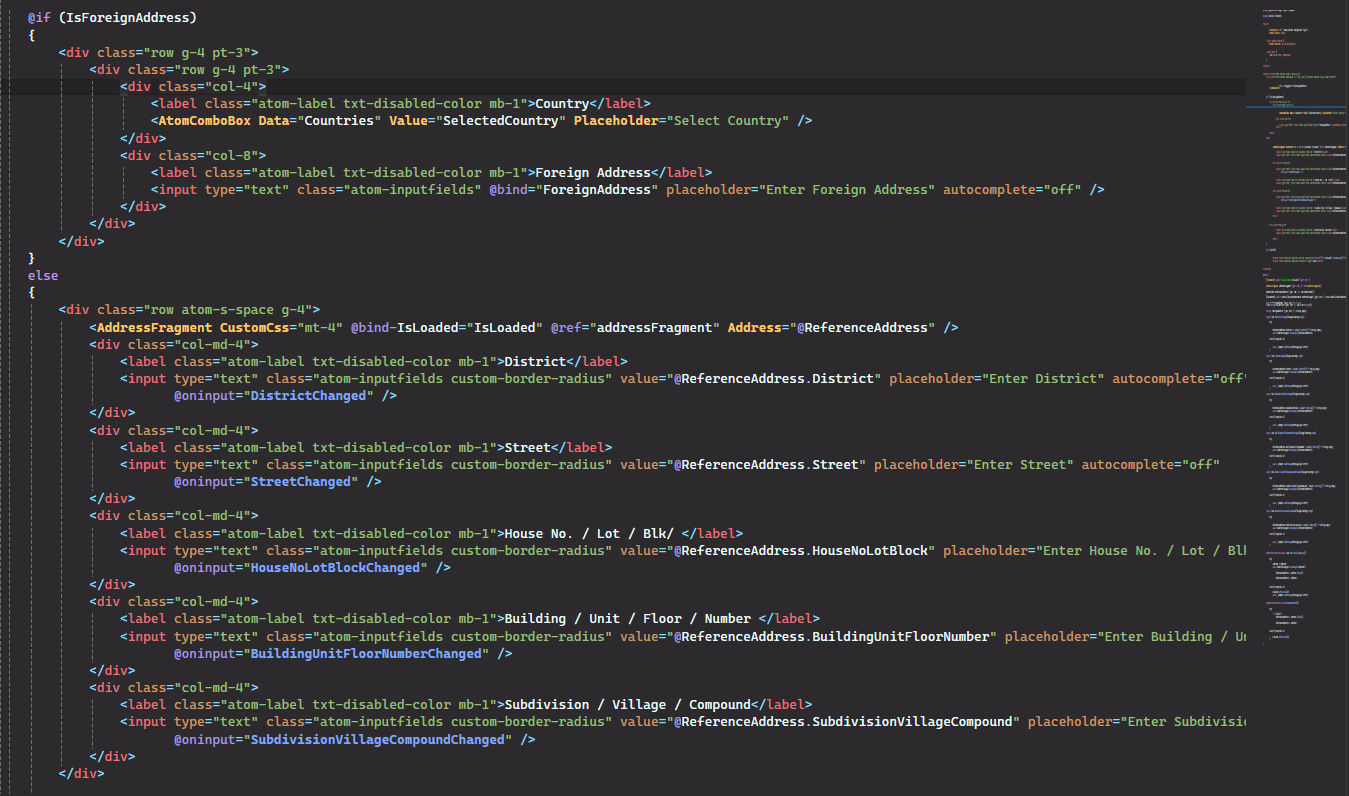 @if (IsForeignAddress)
{
<div class="row g-4 pt-3">
<div class="row g-4 pt-3">
<div class="col-4">
<label class="atom-label txt-disabled-color mb-1">Country</label>
<AtomComboBox Data="Countries" Value="SelectedCountry" Placeholder="Select Country" />
</div>
<div class="col-8">
<label class="atom-label txt-disabled-color mb-1">Foreign Address</label>
<input type="text" class="atom-inputfields" @bind="ForeignAddress" placeholder="Enter Foreign Address" autocomplete="off" />
</div>
</div>
</div>
}
else
{
<div class="row atom-s-space g-4">
<AddressFragment CustomCss="mt-4" @bind-IsLoaded="IsLoaded" @ref="addressFragment" Address="@ReferenceAddress" />
<div class="col-md-4">
<label class="atom-label txt-disabled-color mb-1">District</label>
<input type="text" class="atom-inputfields custom-border-radius" value="@ReferenceAddress.District" placeholder="Enter District" autocomplete="off"
@oninput="DistrictChanged" />
</div>
<div class="col-md-4">
<label class="atom-label txt-disabled-color mb-1">Street</label>
<input type="text" class="atom-inputfields custom-border-radius" value="@ReferenceAddress.Street" placeholder="Enter Street" autocomplete="off"
@oninput="StreetChanged" />
</div>
<div class="col-md-4">
<label class="atom-label txt-disabled-color mb-1">House No. / Lot / Blk/ </label>
<input type="text" class="atom-inputfields custom-border-radius" value="@ReferenceAddress.HouseNoLotBlock" placeholder="Enter House No. / Lot / Blk
@oninput="HouseNoLotBlockChanged" />
</div>
<div class="col-md-4">
<label class="atom-label txt-disabled-color mb-1">Building / Unit / Floor / Number </label>
<input type="text" class="atom-inputfields custom-border-radius" value="@ReferenceAddress.BuildingUnitFloorNumber" placeholder="Enter Building / Un
@oninput="BuildingUnitFloorNumberChanged" />
</div>
<div class="col-md-4">
<label class="atom-label txt-disabled-color mb-1">Subdivision / Village / Compound</label>
<input type="text" class="atom-inputfields custom-border-radius" value="@ReferenceAddress.SubdivisionVillageCompound" placeholder="Enter Subdivisio
@oninput="SubdivisionVillageCompoundChanged" />
</div>
</div>